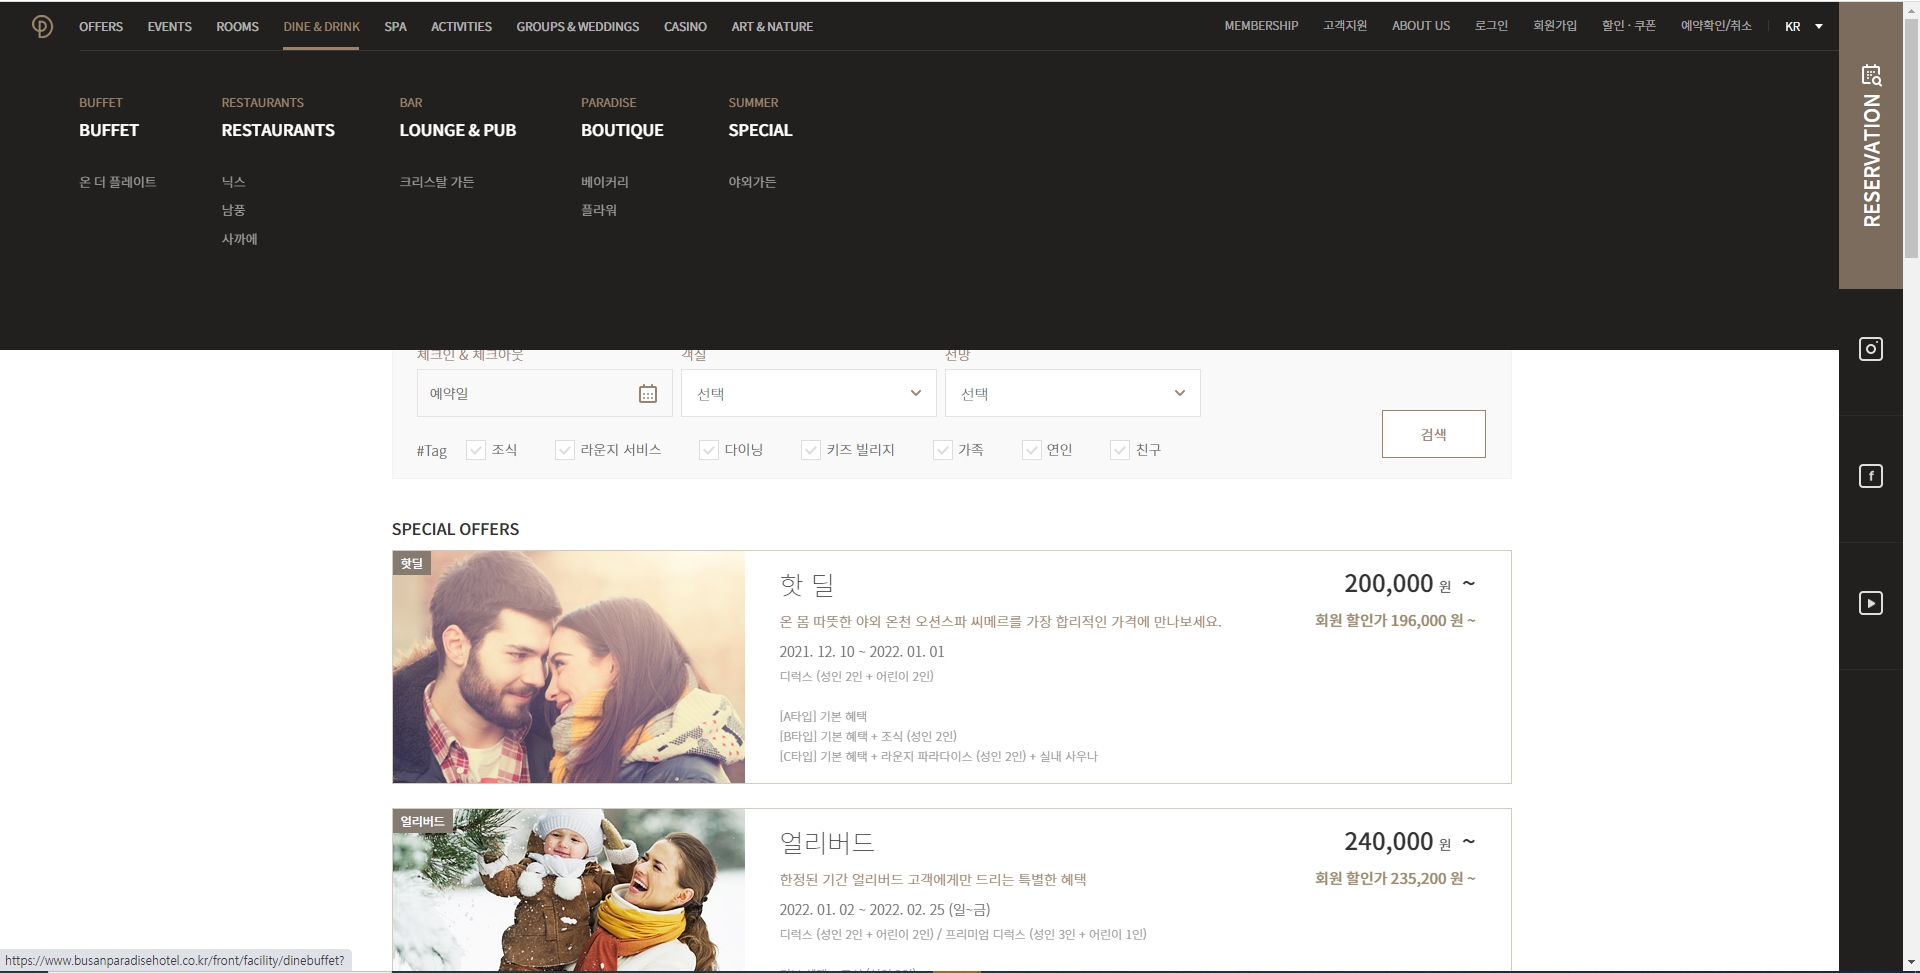 OFFERS EVENTS ROOMS DINE & DRINK SPA ACTIVITIES GROUPS & WEDDINGS CASINO ART & NATURE MEMBERSHIP 고객지원 ABOUT US 로그인 회원가입 할인 · 쿠폰 예약확인/취소 KR
RESERVATION
BUFFET RESTAURANTS BAR PARADISE SUMMER
BUFFET RESTAURANTS LOUNGE & PUB BOUTIQUE SPECIAL
온 더 플레이트 닉스 크리스탈 가든 베이커리 야외가든
남풍 플라워
사까에
체크인 & 체크아웃 객실 전망
예약일 선택 선택
검색
#Tag 조식 라운지 서비스 다이닝 키즈 빌리지 가족 연인 친구
SPECIAL OFFERS
핫딜
핫 딜 200,000 원 ~
온 몸 따뜻한 야외 온천 오션스파 씨메르를 가장 합리적인 가격에 만나보세요. 회원 할인가 196,000 원 ~
2021. 12. 10 ~ 2022. 01. 01
디럭스 (성인 2인 + 어린이 2인)
[A타입] 기본 혜택
[B타입] 기본 혜택 + 조식 (성인 2인)
[C타입] 기본 혜택 + 라운지 파라다이스 (성인 2인) + 실내 사우나
얼리버드
얼리버드 240,000 원 ~
한정된 기간 얼리버드 고객에게만 드리는 특별한 혜택 회원 할인가 235,200 원 ~
2022. 01. 02 ~ 2022. 02. 25 (일~금)
디럭스 (성인 2인 + 어린이 2인) / 프리미엄 디럭스 (성인 3인 + 어린이 1인)
https://www.busanparadisehotel.co.kr/front/facility/dinebuffet?